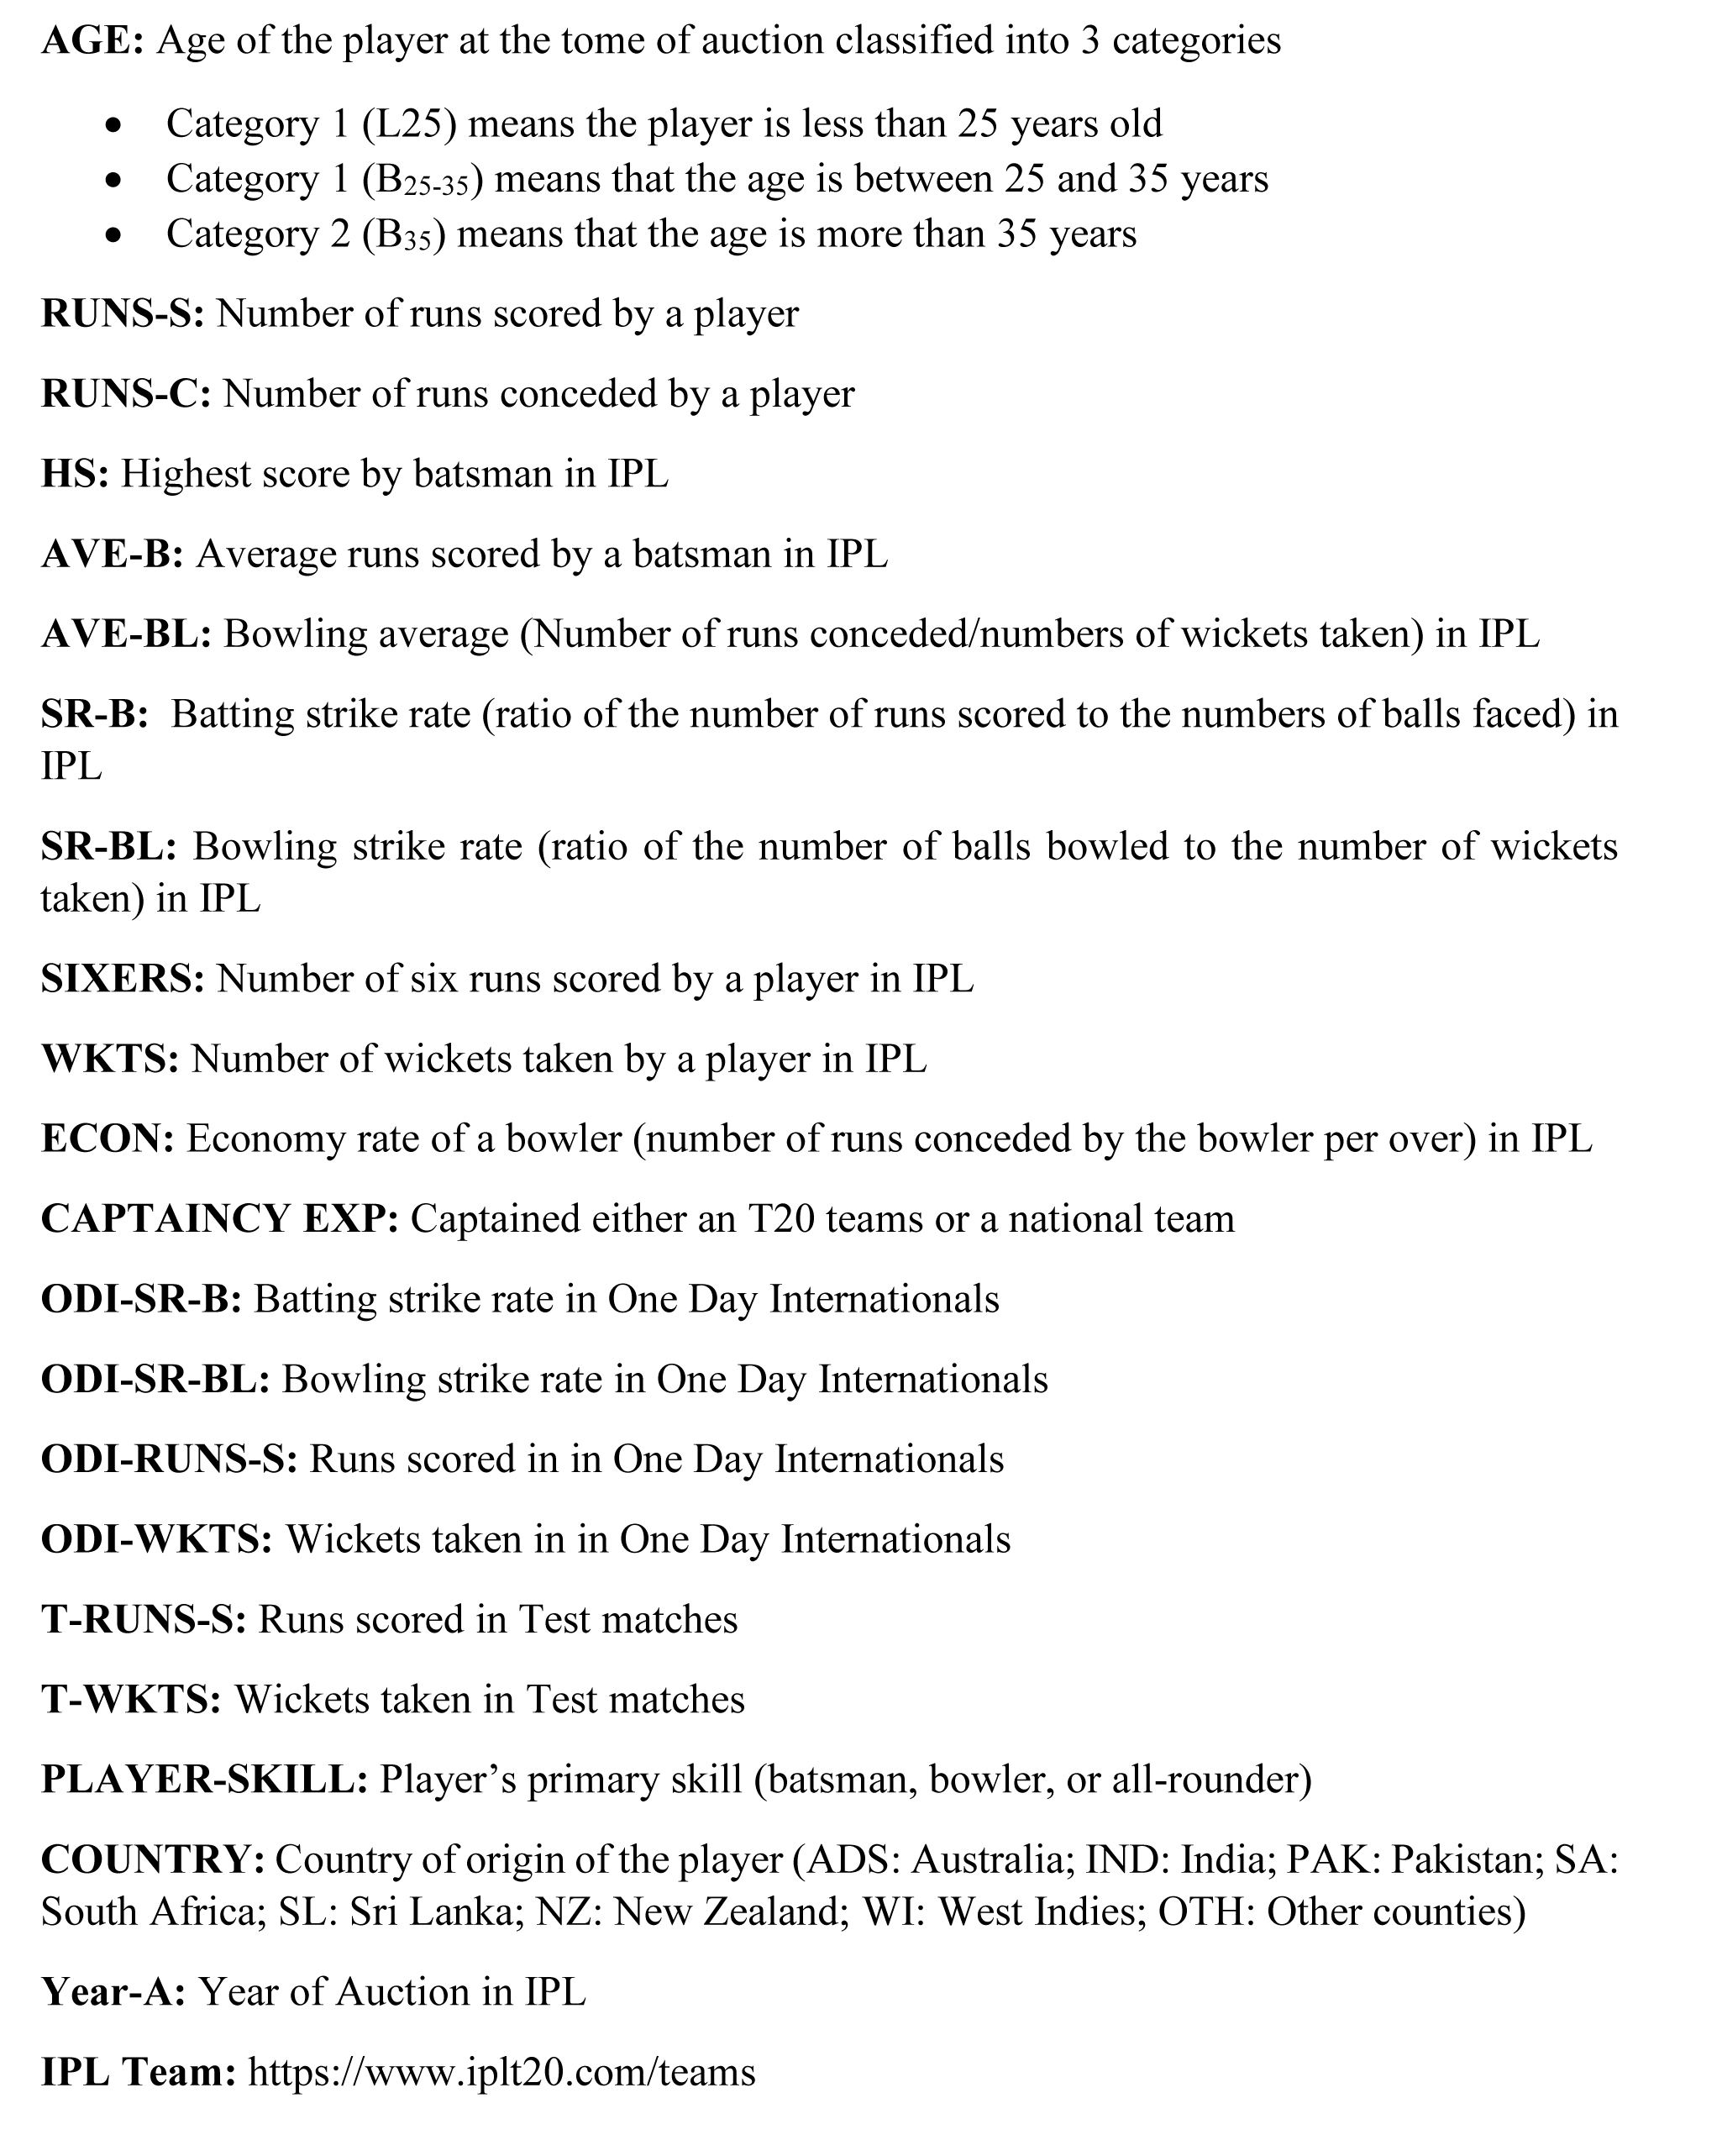 AGE: Age of the player at the tome of auction classified into 3 categories
• Category 1 (L25) means the player is less than 25 years old
• Category 1 (B25-35) means that the age is between 25 and 35 years
• Category 2 (B35) means that the age is more than 35 years
RUNS-S: Number of runs scored by a player
RUNS-C: Number of runs conceded by a player
HS: Highest score by batsman in IPL
AVE-B: Average runs scored by a batsman in IPL
AVE-BL: Bowling average (Number of runs conceded/numbers of wickets taken) in IPL
SR-B: Batting strike rate (ratio of the number of runs scored to the numbers of balls faced) in
IPL
SR-BL: Bowling strike rate (ratio of the number of balls bowled to the number of wickets
taken) in IPL
SIXERS: Number of six runs scored by a player in IPL
WKTS: Number of wickets taken by a player in IPL
ECON: Economy rate of a bowler (number of runs conceded by the bowler per over) in IPL
CAPTAINCY EXP: Captained either an T20 teams or a national team
ODI-SR-B: Batting strike rate in One Day Internationals
ODI-SR-BL: Bowling strike rate in One Day Internationals
ODI-RUNS-S: Runs scored in in One Day Internationals
ODI-WKTS: Wickets taken in in One Day Internationals
T-RUNS-S: Runs scored in Test matches
T-WKTS: Wickets taken in Test matches
PLAYER-SKILL: Player’s primary skill (batsman, bowler, or all-rounder)
COUNTRY: Country of origin of the player (ADS: Australia; IND: India; PAK: Pakistan; SA:
South Africa; SL: Sri Lanka; NZ: New Zealand; WI: West Indies; OTH: Other counties)
Year-A: Year of Auction in IPL
IPL Team: https://www.iplt20.com/teams